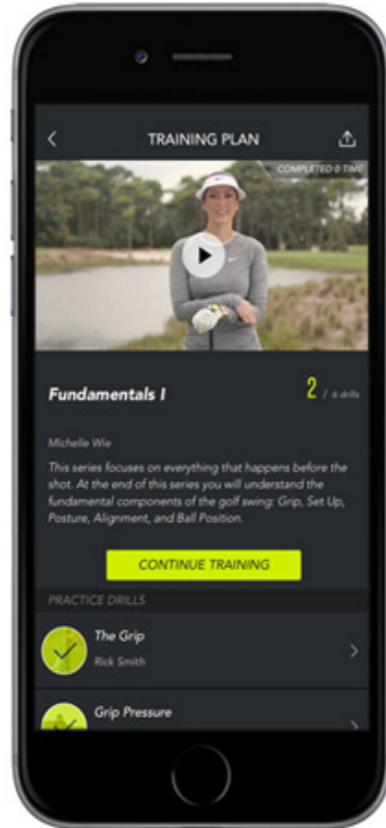 TRAINING PLAN
COMPLETED 0 TIME
Fundamentals I
2 / 6 drills
Michelle Wie
This series focuses on everything that happens before the
shot. At the end of this series you will understand the
fundamental components of the golf swing: Grip, Set Up,
Posture, Alignment, and Ball Position.
CONTINUE TRAINING
PRACTICE DRILLS
The Grip
Rick Smith
Grip Pressure